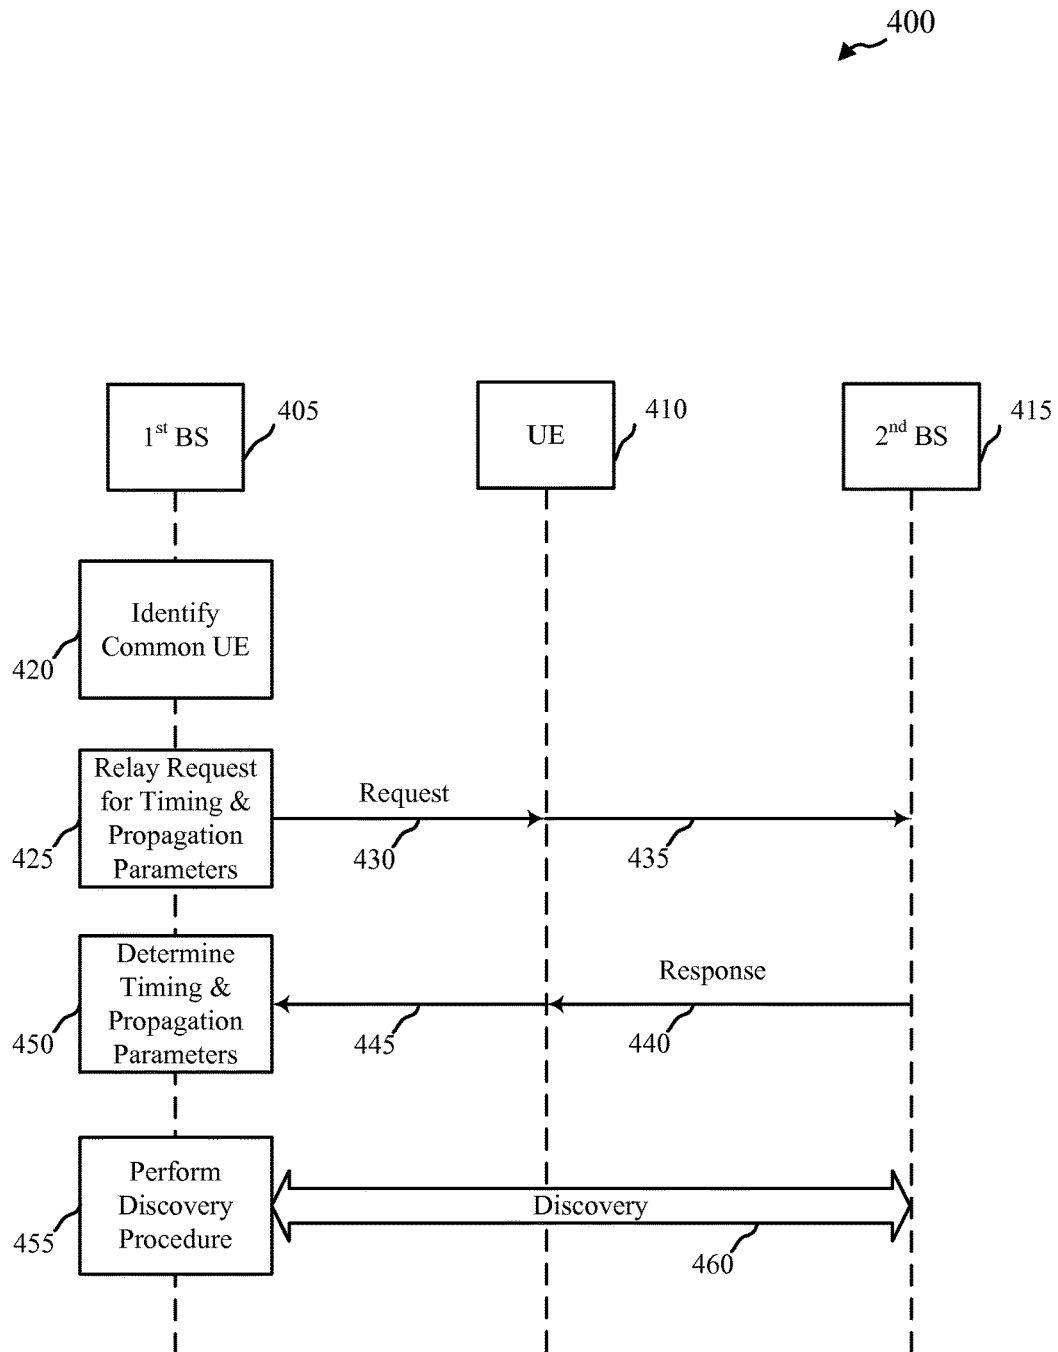 400
1st BS
405
UE
410
2nd BS
415
Identify
Common UE
420
Relay Request
for Timing &
Propagation
Parameters
425
Request
430
435
Determine
Timing &
Propagation
Parameters
450
Response
445
440
Perform
Discovery
Procedure
455
Discovery
460